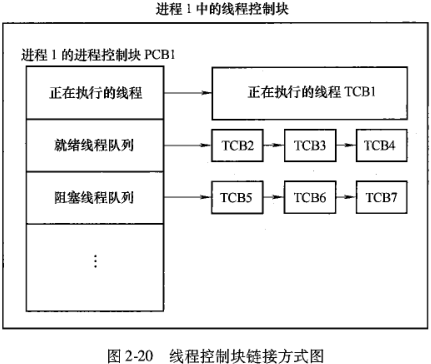 进程 1 中的线程控制块
进程 1 的进程控制块 PCB1
正在执行的线程
正在执行的线程 TCB1
就绪线程队列
TCB2
TCB3
TCB4
阻塞线程队列
TCB5
TCB6
TCB7
⋮
图 2-20 线程控制块链接方式图